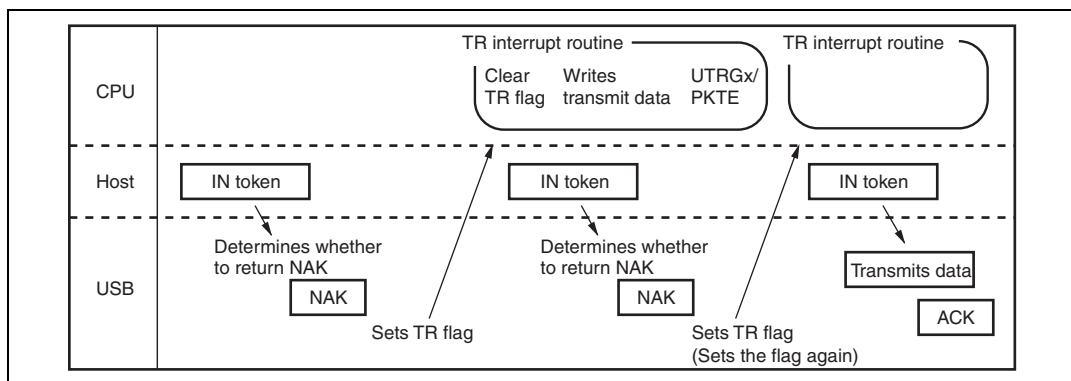 CPU
TR interrupt routine
Clear
TR flag
Writes
transmit data
UTRGx/
PKTE
TR interrupt routine
Host
IN token
IN token
IN token
USB
Determines whether
to return NAK
NAK
Sets TR flag
Determines whether
to return NAK
NAK
Sets TR flag
(Sets the flag again)
Transmits data
ACK